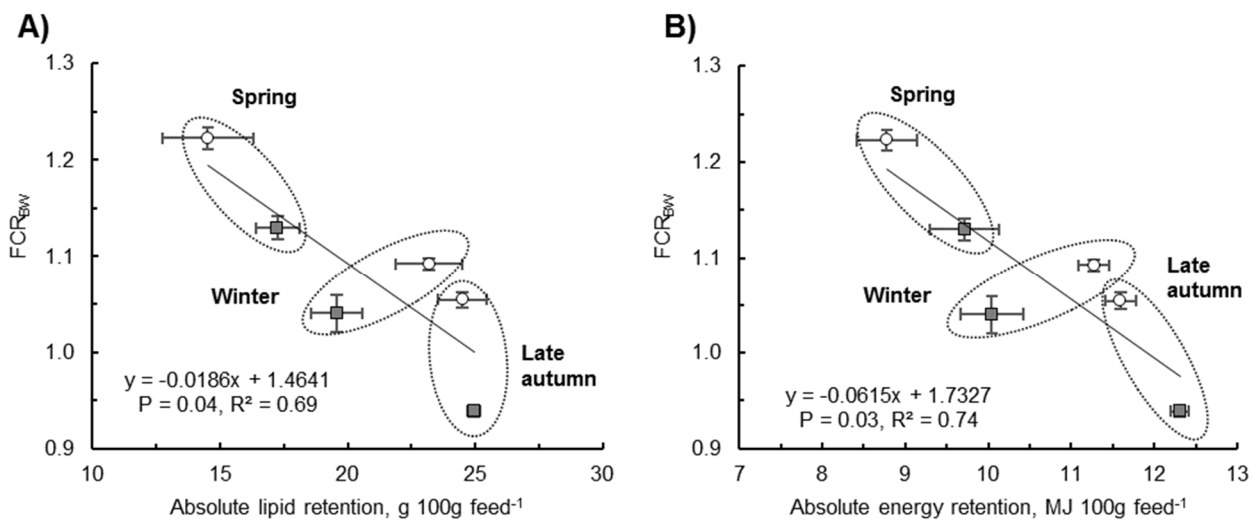 A)
1.3
1.2
1.1
1.0
0.9
FCR_BW
Spring
Winter
Late
autumn
y = -0.0186x + 1.4641
P = 0.04, R² = 0.69
10
15
20
25
30
Absolute lipid retention, g 100g feed⁻¹
B)
1.3
1.2
1.1
1.0
0.9
FCR_BW
Spring
Winter
Late
autumn
y = -0.0615x + 1.7327
P = 0.03, R² = 0.74
7
8
9
10
11
12
13
Absolute energy retention, MJ 100g feed⁻¹